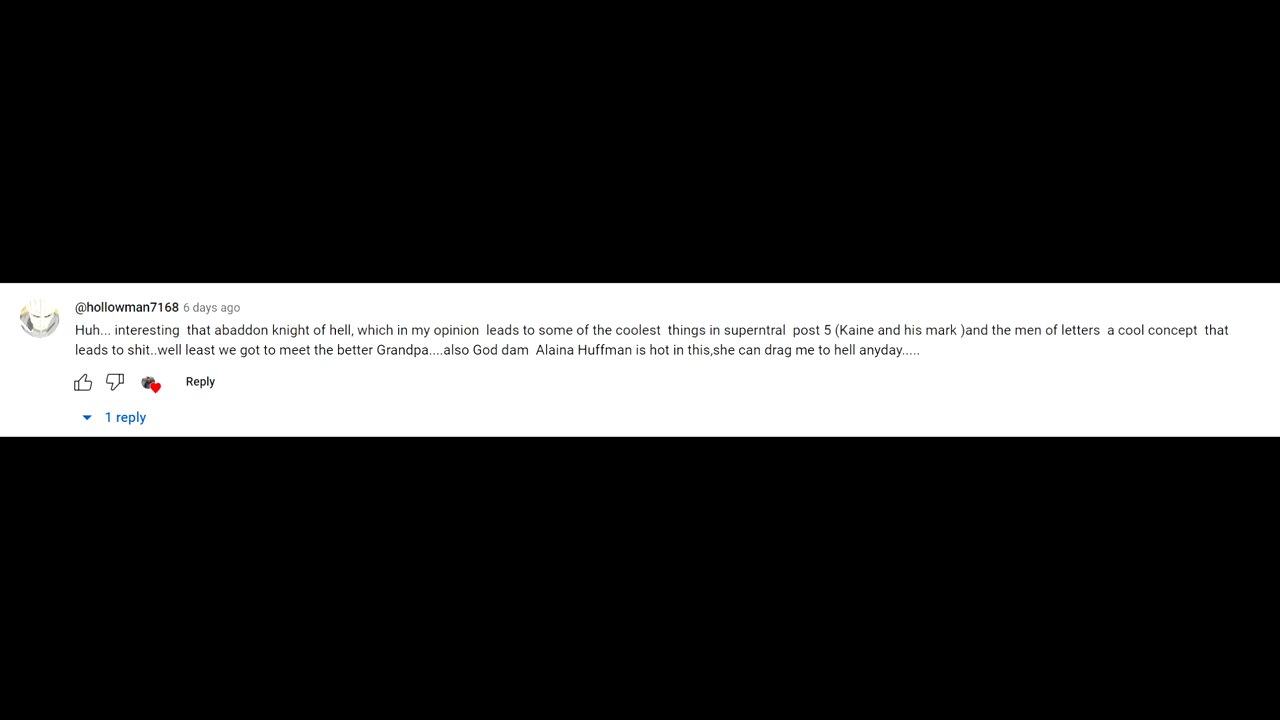 @hollowman7168 6 days ago
Huh... interesting  that abaddon knight of hell, which in my opinion  leads to some of the coolest  things in superntral  post 5 (Kaine and his mark )and the men of letters  a cool concept  that
leads to shit..well least we got to meet the better Grandpa....also God dam  Alaina Huffman is hot in this,she can drag me to hell anyday.....
Reply
1 reply